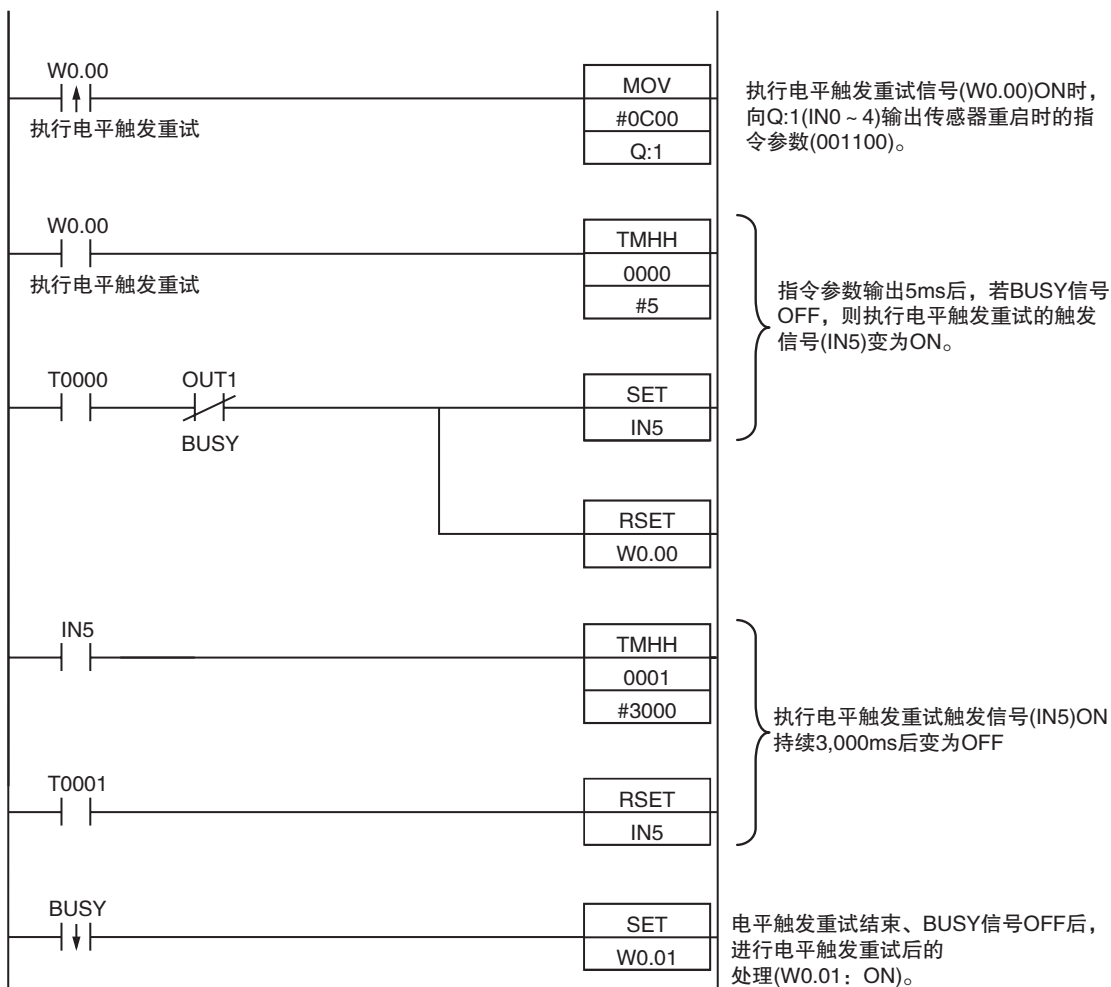 W0.00
执行电平触发重试
MOV
#0C00
Q:1
执行电平触发重试信号(W0.00)ON时，
向Q:1(IN0 ~ 4)输出传感器重启时的指
令参数(001100)。
W0.00
执行电平触发重试
TMHH
0000
#5
指令参数输出5ms后，若BUSY信号
OFF，则执行电平触发重试的触发
信号(IN5)变为ON。
T0000
OUT1
BUSY
SET
IN5
RSET
W0.00
IN5
TMHH
0001
#3000
执行电平触发重试触发信号(IN5)ON
持续3,000ms后变为OFF
T0001
RSET
IN5
BUSY
SET
W0.01
电平触发重试结束、BUSY信号OFF后，
进行电平触发重试后的
处理(W0.01：ON)。